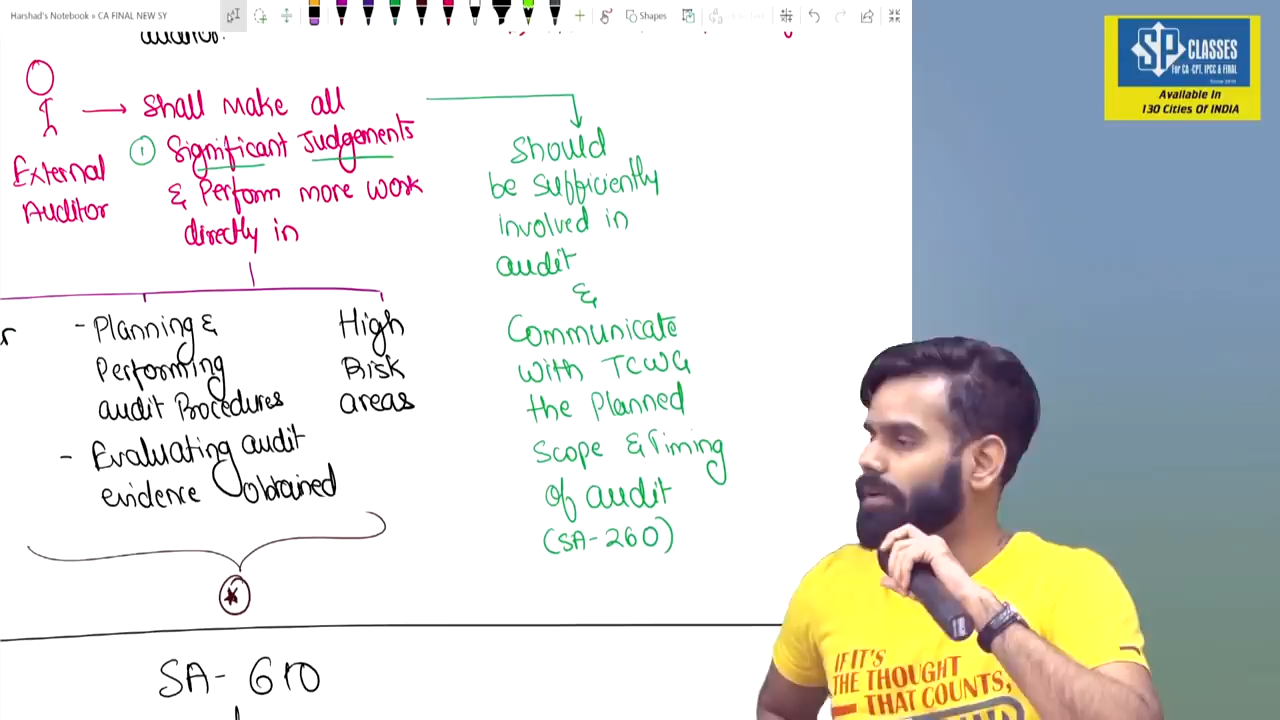 Harshad's Notebook » CA FINAL NEW SY
Shapes
SP CLASSES
For CA-CPT, IPCC & FINAL
Since 2010
Available In
130 Cities Of INDIA
auditor.
External
Auditor
→ Shall make all
① Significant Judgements
& Perform more work
directly in
- Planning &
Performing
audit Procedures
- Evaluating audit
evidence obtained
High
Risk
areas
Should
be sufficiently
involved in
audit
&
Communicate
with TCWG
the Planned
Scope & Timing
of audit
(SA-260)
SA- 610
IF IT'S
THE THOUGHT
THAT COUNTS,